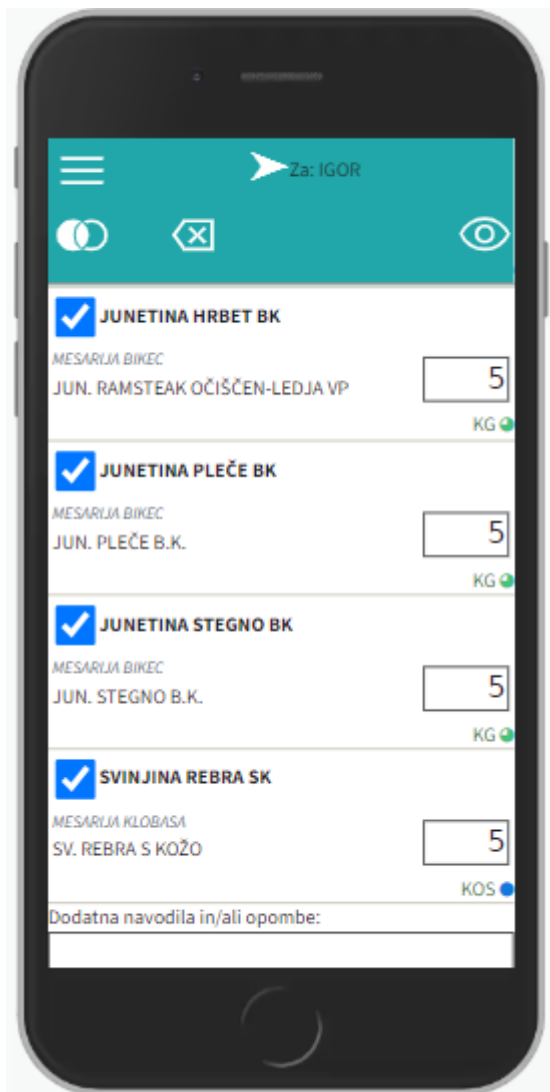 Za: IGOR
JUNETINA HRBET BK
MESARIJA BIKEC
JUN. RAMSTEAK OČIŠČEN-LEDJA VP
5
KG
JUNETINA PLEČE BK
MESARIJA BIKEC
JUN. PLEČE B.K.
5
KG
JUNETINA STEGNO BK
MESARIJA BIKEC
JUN. STEGNO B.K.
5
KG
SVINJINA REBRA SK
MESARIJA KLOBASA
SV. REBRA S KOŽO
5
KOS
Dodatna navodila in/ali opombe: